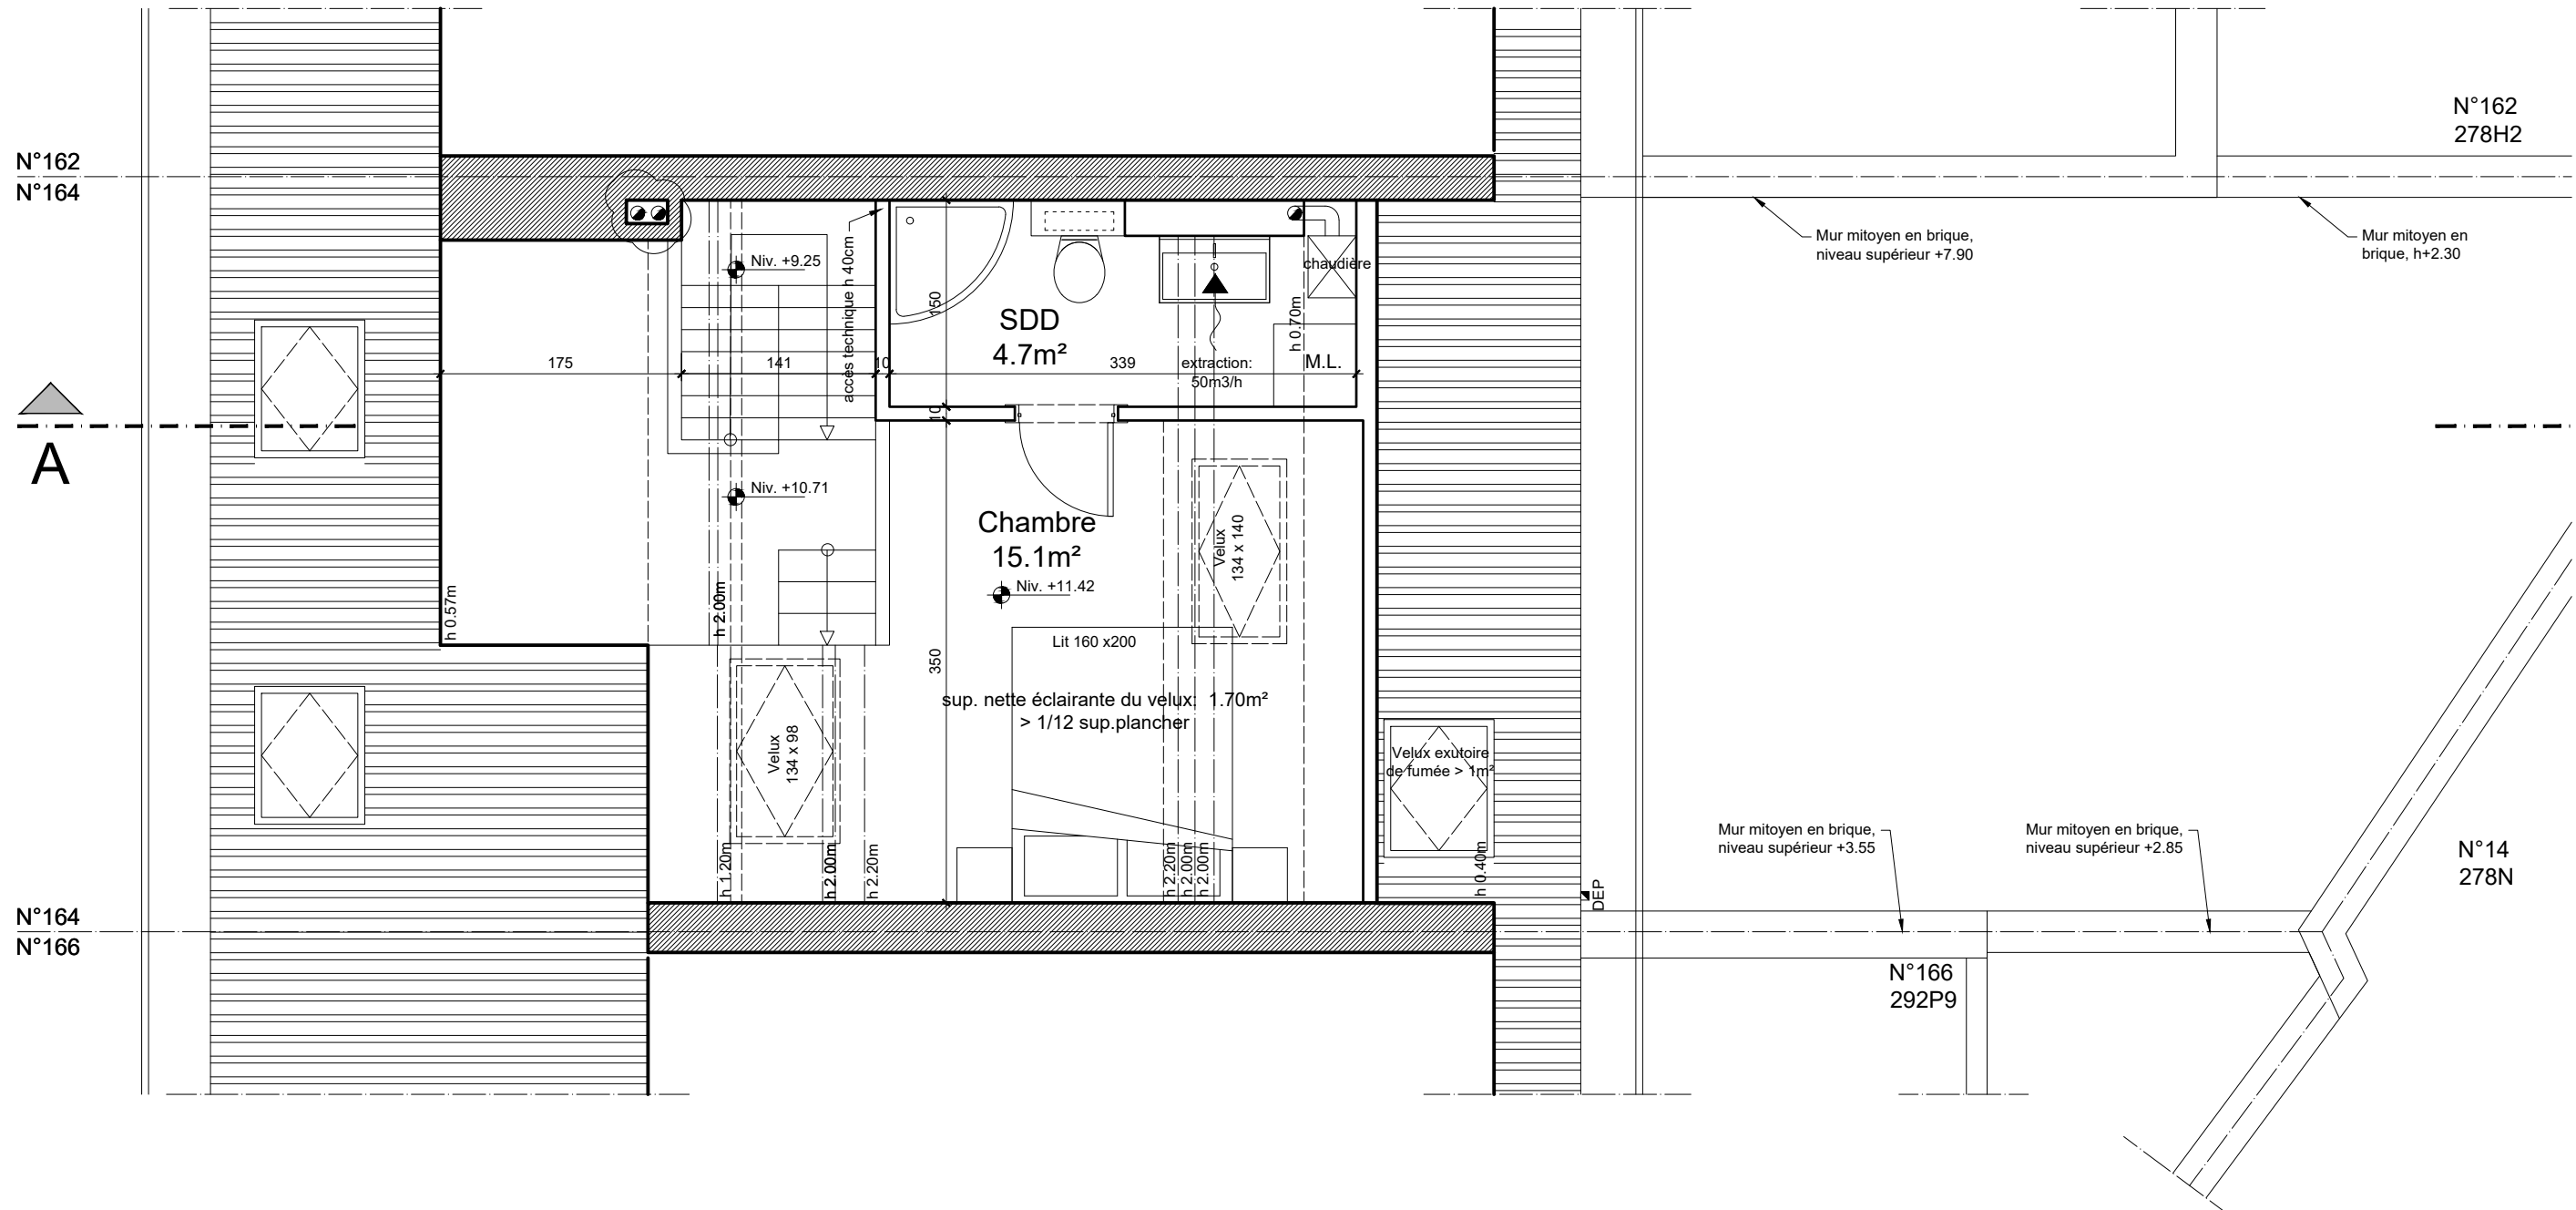 N°162
278H2
N°162
N°164
Mur mitoyen en brique,
niveau supérieur +7.90
Mur mitoyen en
brique, h+2.30
Niv. +9.25
accès technique h 40cm
150
chaudière
SDD
4.7m²
h 0.70m
175
141
10
339
extraction:
50m3/h
M.L.
10
A
Niv. +10.71
Chambre
15.1m²
Niv. +11.42
Velux
134 x 140
h 0.57m
h 2.00m
Lit 160 x200
350
sup. nette éclairante du velux: 1.70m²
> 1/12 sup.plancher
Velux
134 x 98
Velux exutoire
de fumée > 1m²
h 1.20m
h 2.00m
h 2.20m
h 2.20m
h 2.00m
h 2.00m
h 0.40m
DEP
Mur mitoyen en brique,
niveau supérieur +3.55
Mur mitoyen en brique,
niveau supérieur +2.85
N°14
278N
N°164
N°166
N°166
292P9